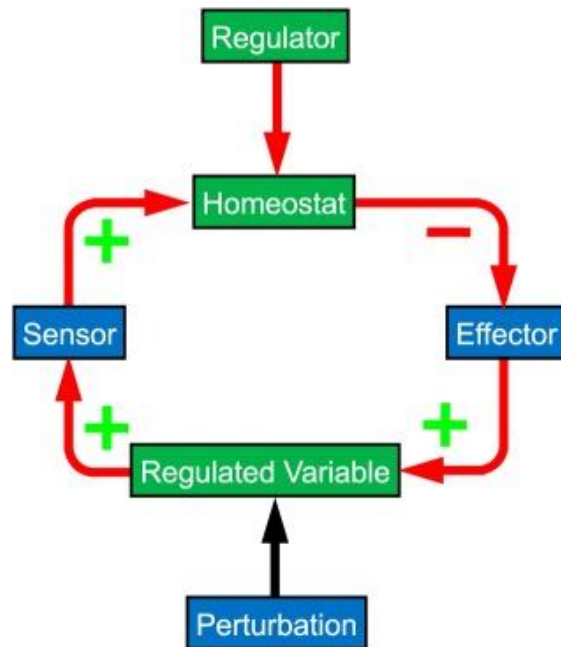 Regulator
Homeostat
+
−
Sensor
Effector
+
+
Regulated Variable
Perturbation